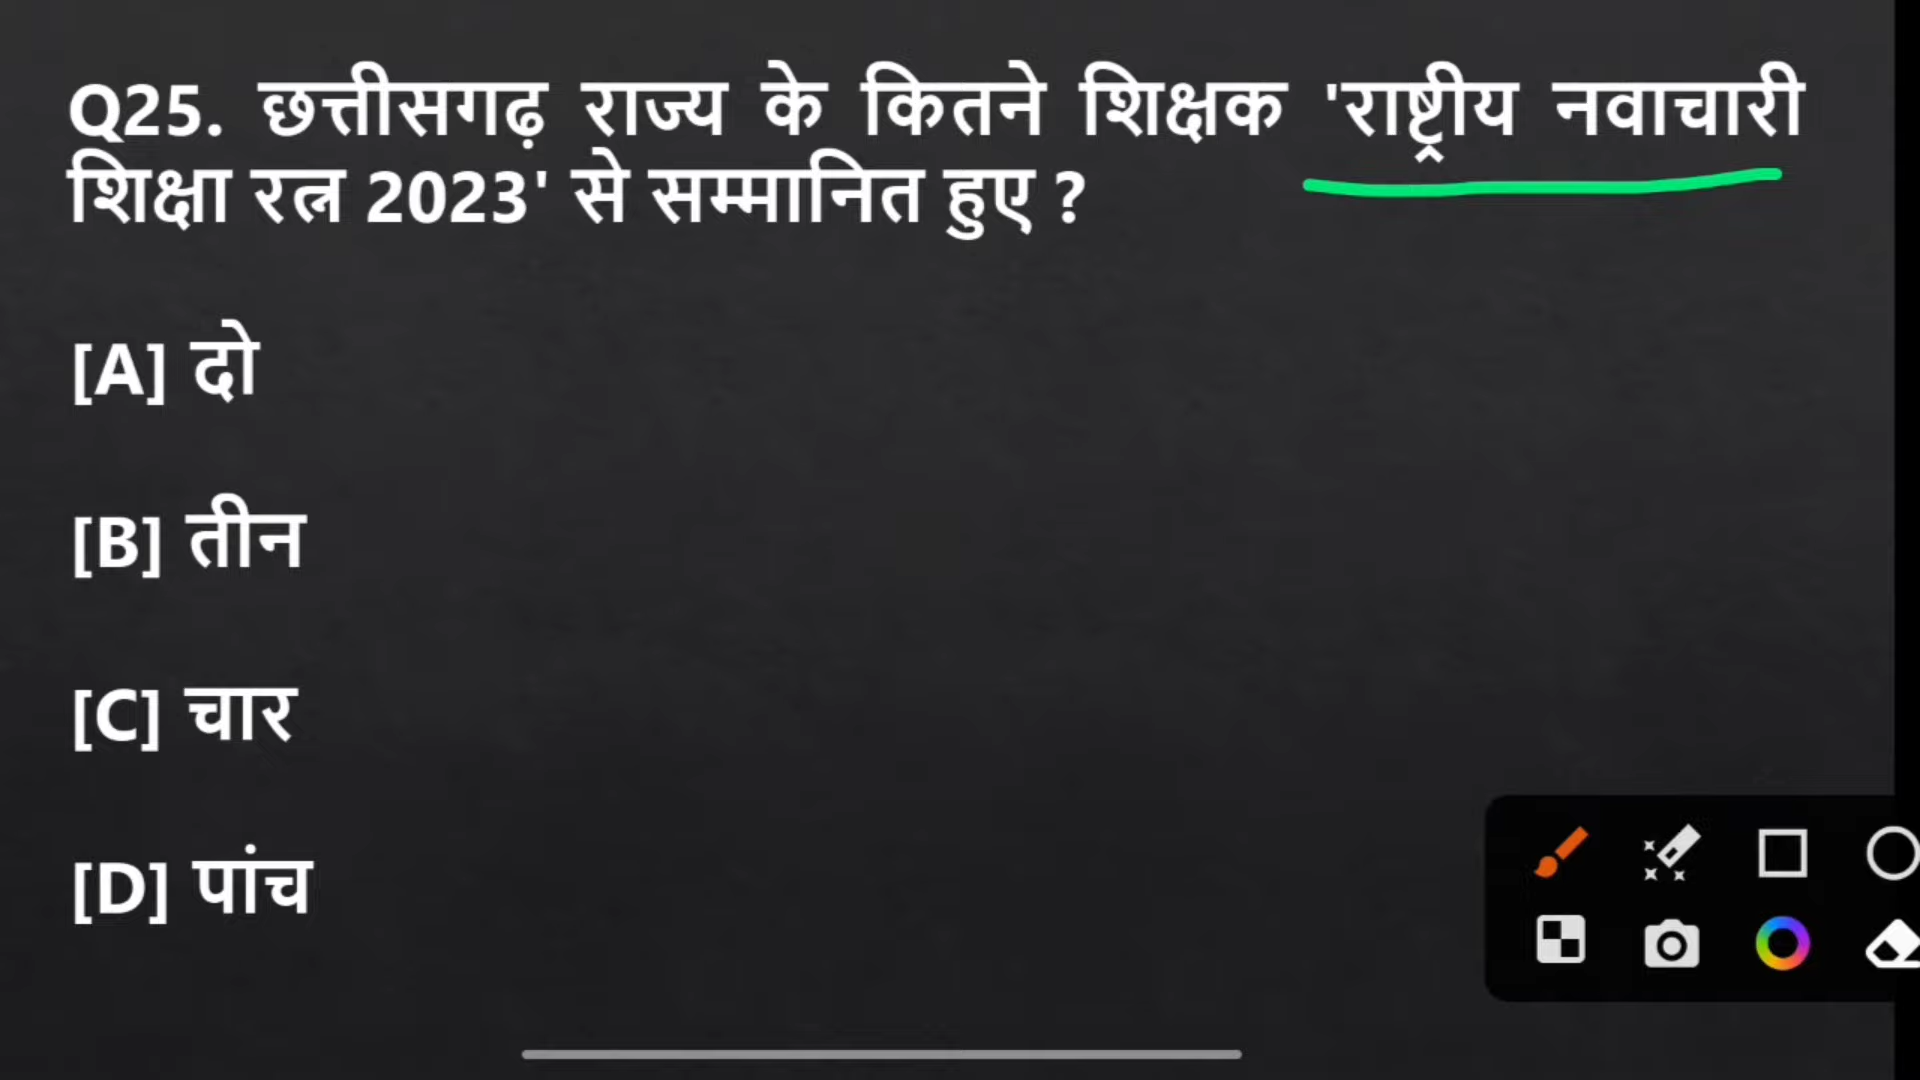 Q25. छत्तीसगढ़ राज्य के कितने शिक्षक 'राष्ट्रीय नवाचारी
शिक्षा रत्न 2023' से सम्मानित हुए ?
[A] दो
[B] तीन
[C] चार
[D] पांच